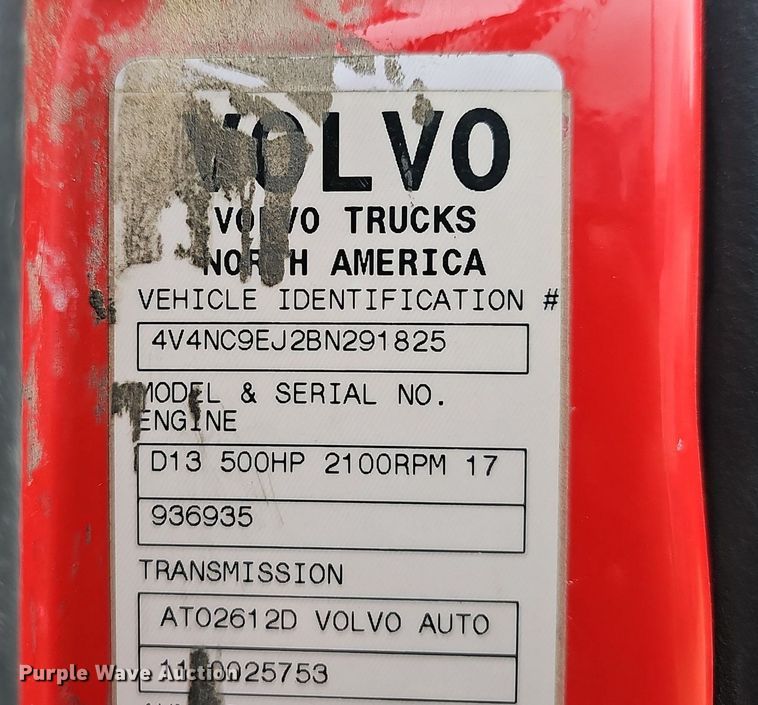 VOLVO
VOLVO TRUCKS
NORTH AMERICA
VEHICLE IDENTIFICATION #
4V4NC9EJ2BN291825
MODEL & SERIAL NO.
ENGINE
D13 500HP 2100RPM 17
936935
TRANSMISSION
ATO2612D VOLVO AUTO
Purple Wave Auction